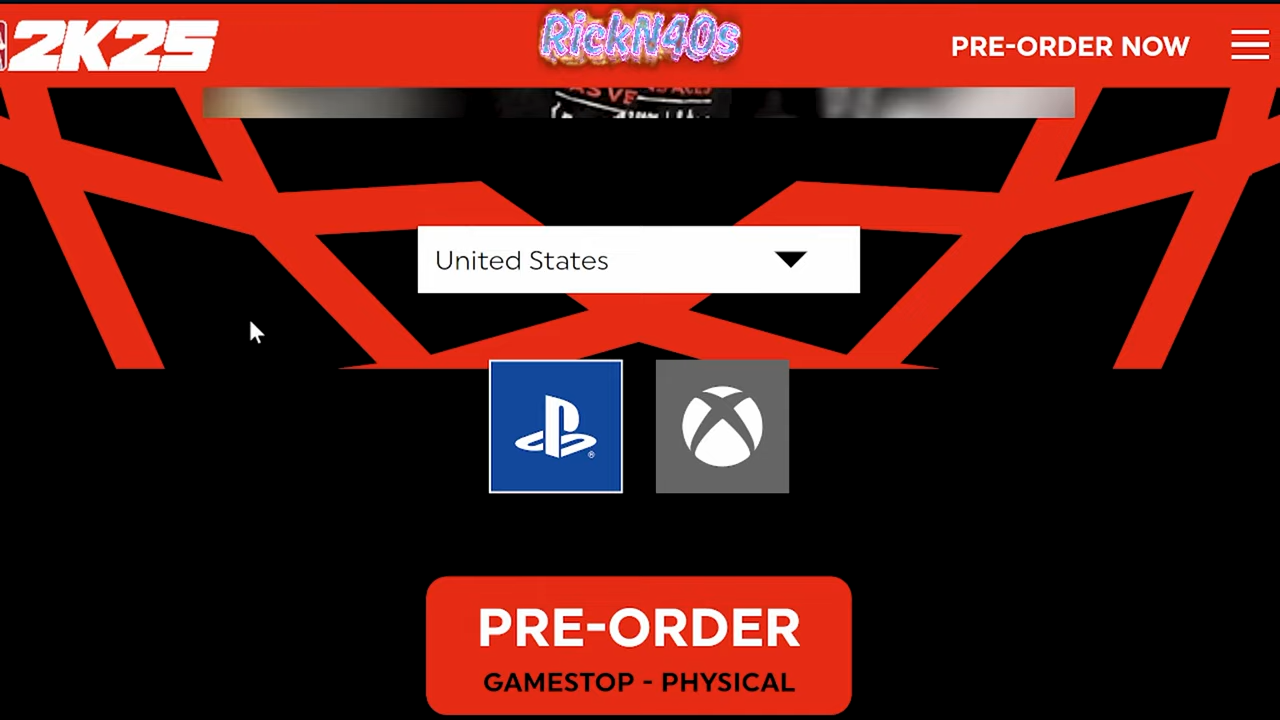 2K25
RickN40s
PRE-ORDER NOW
United States
PRE-ORDER
GAMESTOP - PHYSICAL